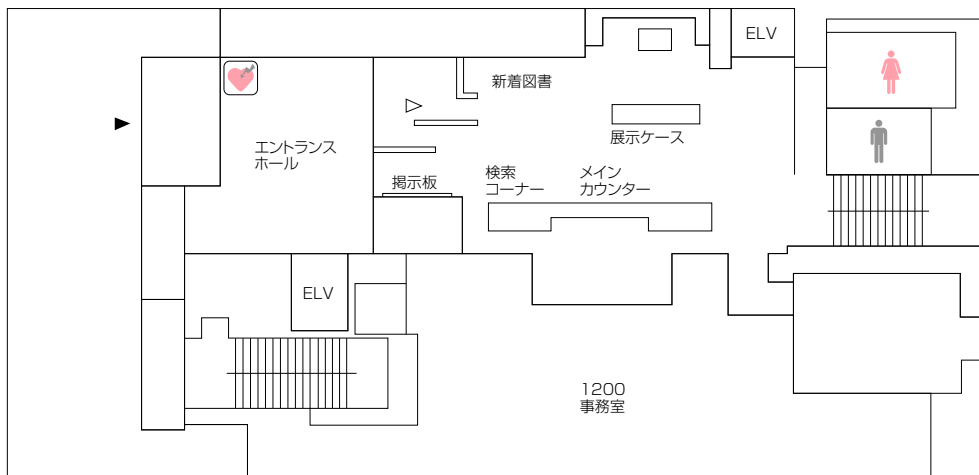 ELV
新着図書
展示ケース
エントランス
ホール
掲示板
検索
コーナー
メイン
カウンター
ELV
1200
事務室